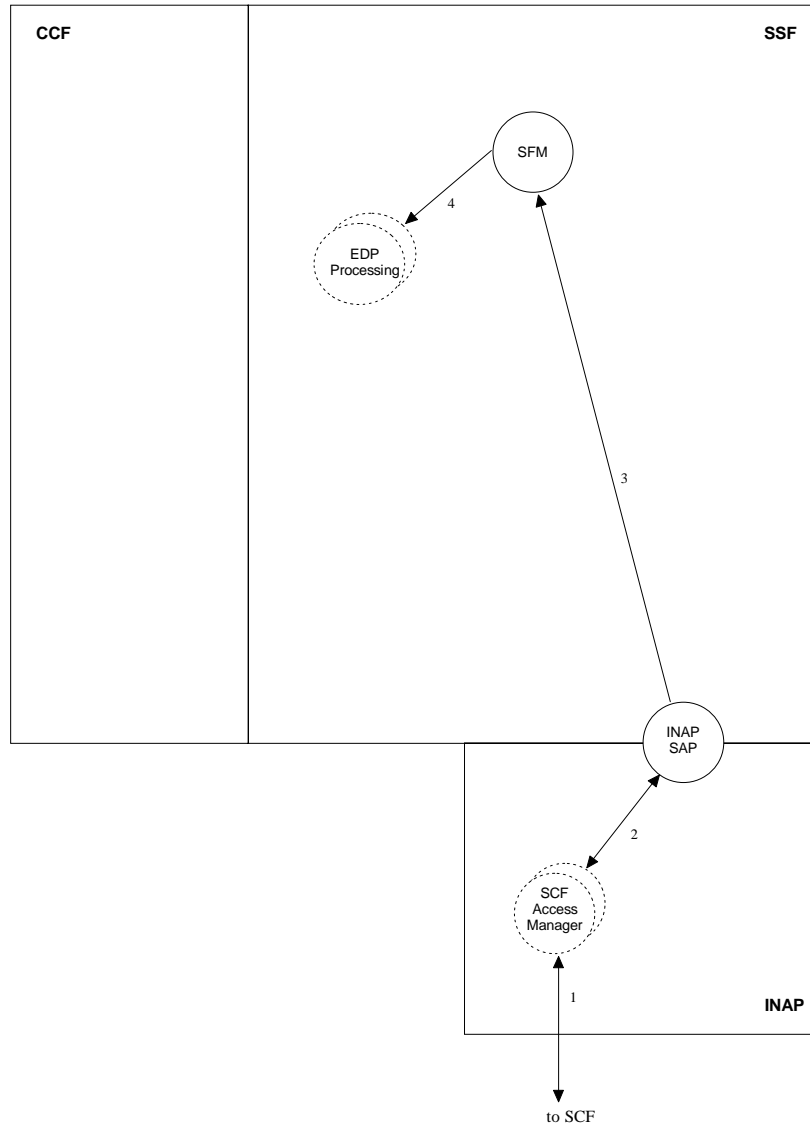 CCF
SSF
SFM
4
EDP
Processing
3
INAP
SAP
2
SCF
Access
Manager
1
INAP
to SCF